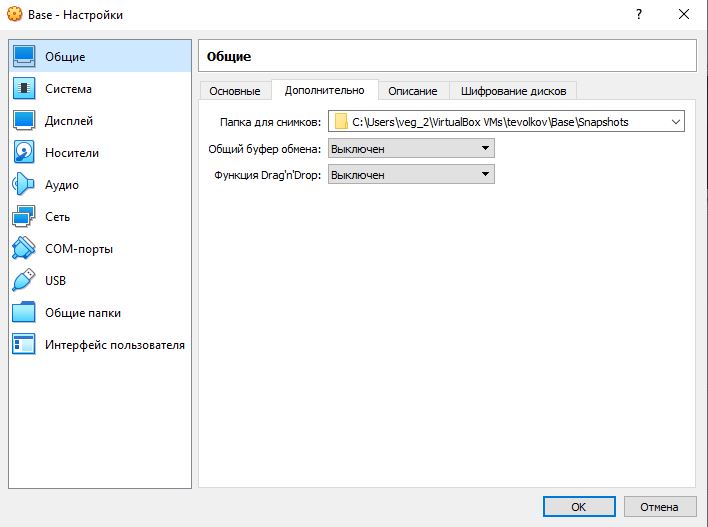 Base - Настройки
?
Общие
Система
Дисплей
Носители
Аудио
Сеть
COM-порты
USB
Общие папки
Интерфейс пользователя
Общие
Основные Дополнительно Описание Шифрование дисков
Папка для снимков: C:\Users\veg_2\VirtualBox VMs\tevolkov\Base\Snapshots
Общий буфер обмена: Выключен
Функция Drag'n'Drop: Выключен
OK Отмена